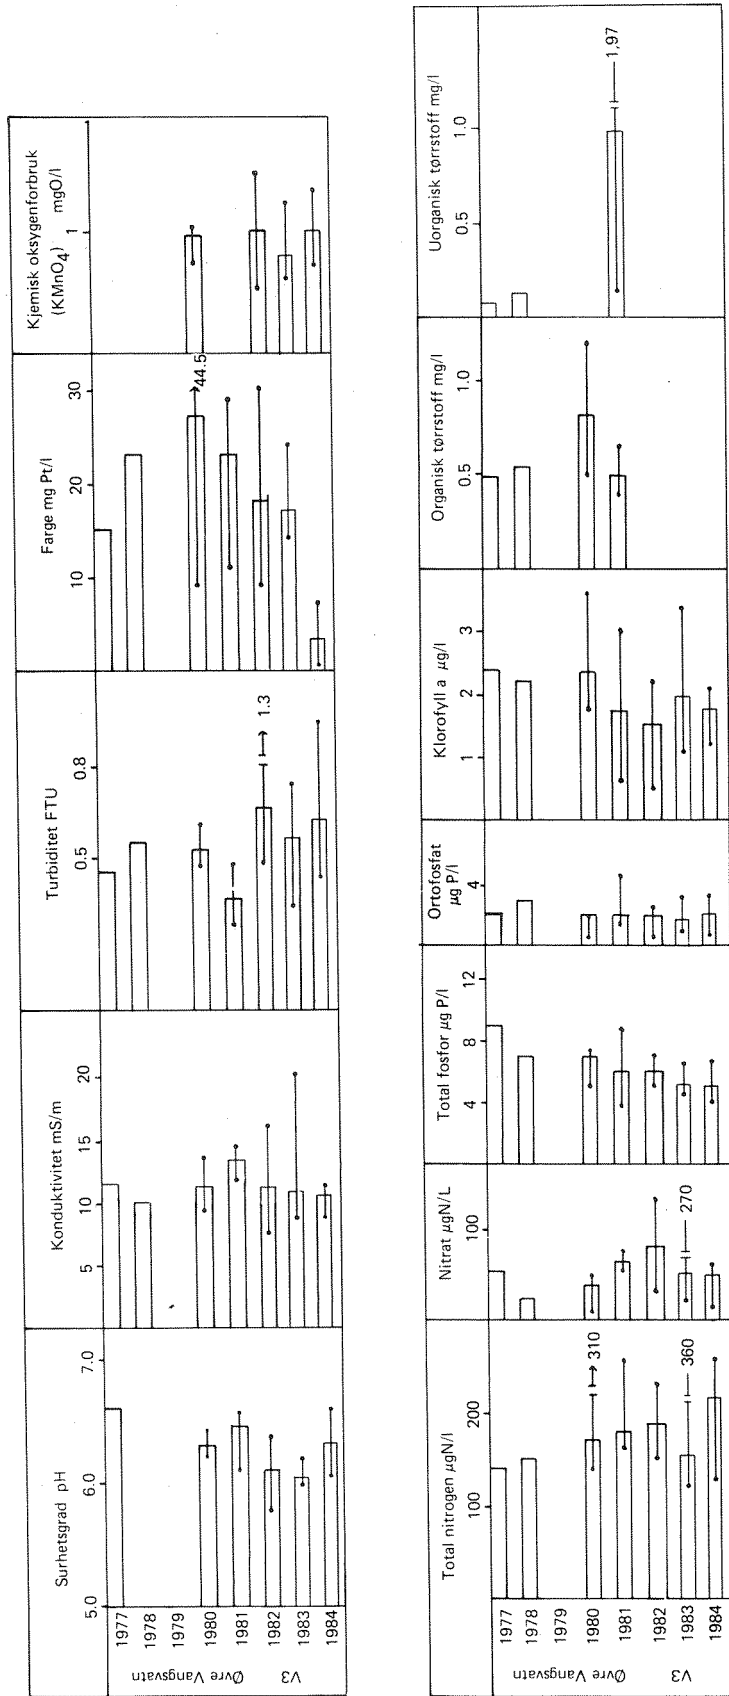 Surhetsgrad pH
Konduktivitet mS/m
Turbiditet FTU
Farge mg Pt/l
Kjemisk oksygenforbruk
(KMnO4) 1 mgO/l
5.0 6.0 7.0
5 10 15 20
0.5 0.8
10 20 30
1.3
44.5
1977
1978
1979
1980
1981
1982
1983
1984
Øvre Vangsvatn
V3
Total nitrogen µgN/l
Nitrat µgN/L
Total fosfor µg P/l
Ortofosfat
µg P/l
Klorofyll a µg/l
Organisk tørrstoff mg/l
Uorganisk tørrstoff mg/l
100 200
100
4 8 12
4
1 2 3
0.5 1.0
0.5 1.0
310
360
270
1,97
1977
1978
1979
1980
1981
1982
1983
1984
Øvre Vangsvatn
V3